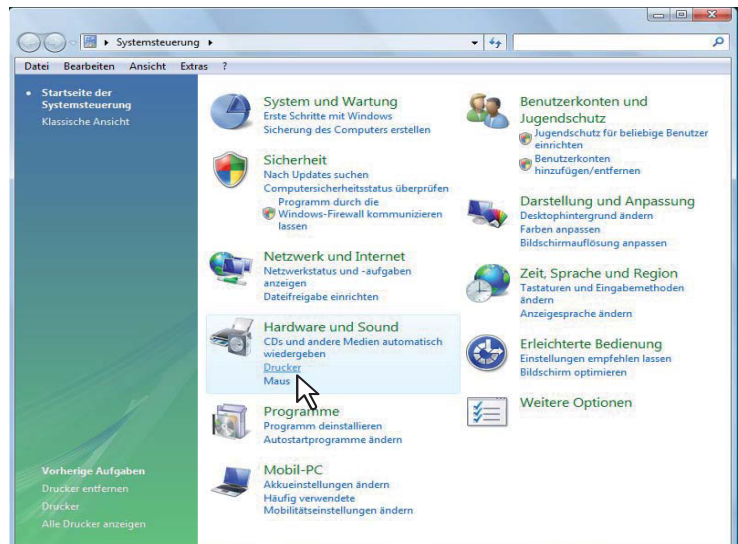 Systemsteuerung
Datei Bearbeiten Ansicht Extras ?
Startseite der
Systemsteuerung
Klassische Ansicht
Vorherige Aufgaben
Drucker entfernen
Drucker
Alle Drucker anzeigen
System und Wartung
Erste Schritte mit Windows
Sicherung des Computers erstellen
Sicherheit
Nach Updates suchen
Computersicherheitsstatus überprüfen
Programm durch die
Windows-Firewall kommunizieren
lassen
Netzwerk und Internet
Netzwerkstatus und -aufgaben
anzeigen
Dateifreigabe einrichten
Hardware und Sound
CDs und andere Medien automatisch
wiedergeben
Drucker
Maus
Programme
Programm deinstallieren
Autostartprogramme ändern
Mobil-PC
Akkueinstellungen ändern
Häufig verwendete
Mobilitätseinstellungen ändern
Benutzerkonten und
Jugendschutz
Jugendschutz für beliebige Benutzer
einrichten
Benutzerkonten
hinzufügen/entfernen
Darstellung und Anpassung
Desktophintergrund ändern
Farben anpassen
Bildschirmauflösung anpassen
Zeit, Sprache und Region
Tastaturen und Eingabemethoden
ändern
Anzeigesprache ändern
Erleichterte Bedienung
Einstellungen empfehlen lassen
Bildschirm optimieren
Weitere Optionen